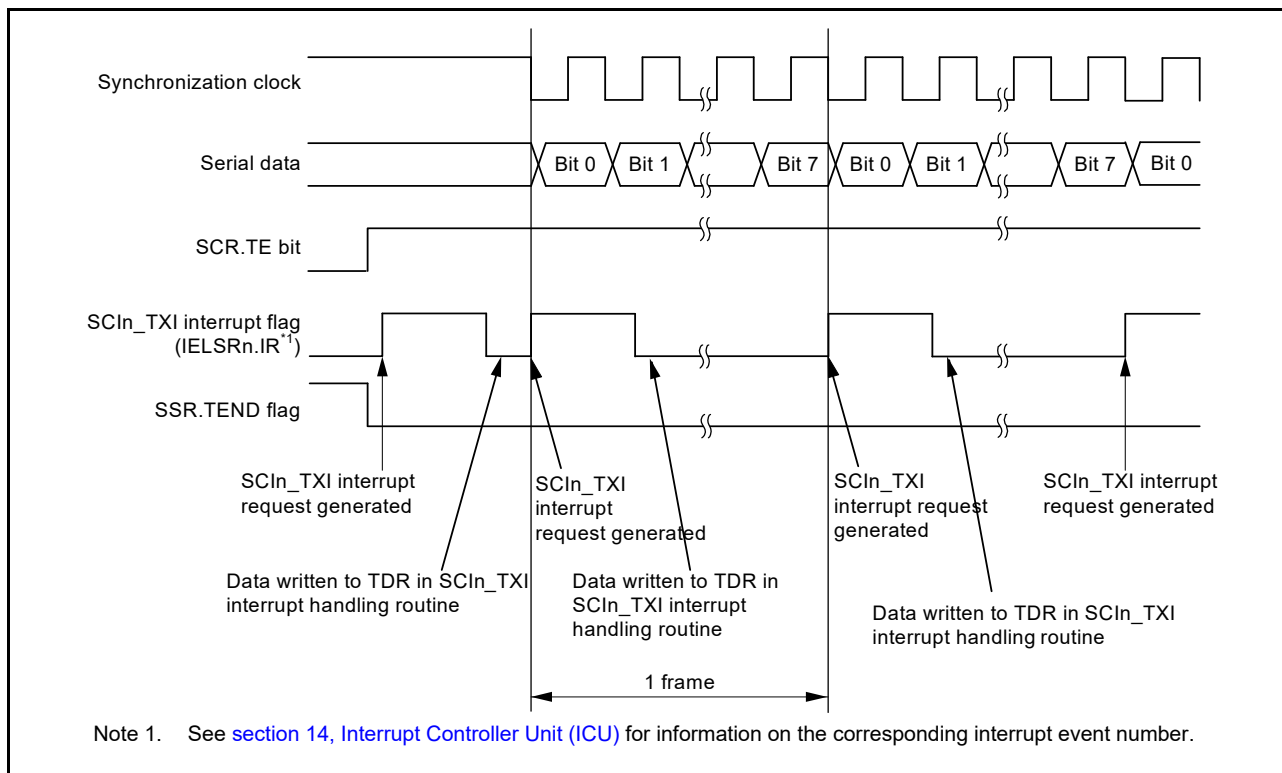 Synchronization clock
Serial data
Bit 0 Bit 1 Bit 7 Bit 0 Bit 1 Bit 7 Bit 0
SCR.TE bit
SCIn_TXI interrupt flag
(IELSRn.IR*1)
SSR.TEND flag
SCIn_TXI interrupt
request generated
SCIn_TXI
interrupt
request generated
SCIn_TXI
interrupt request
generated
SCIn_TXI interrupt
request generated
Data written to TDR in SCIn_TXI
interrupt handling routine
Data written to TDR in
SCIn_TXI interrupt
handling routine
Data written to TDR in SCIn_TXI
interrupt handling routine
1 frame
Note 1. See section 14, Interrupt Controller Unit (ICU) for information on the corresponding interrupt event number.